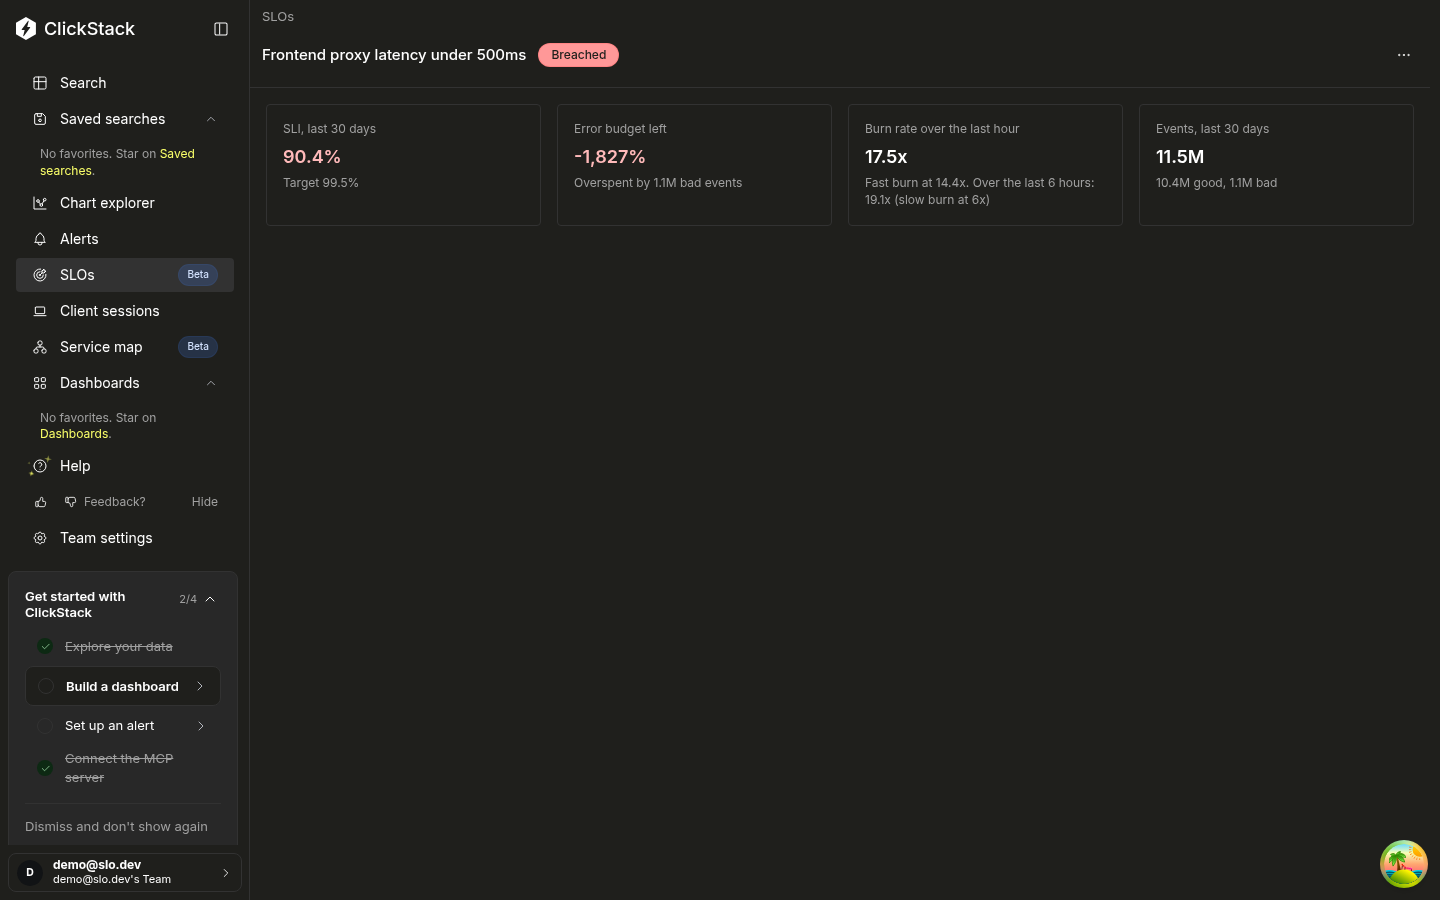 ClickStack
Search
Saved searches
No favorites. Star on Saved
searches.
Chart explorer
Alerts
SLOs
Beta
Client sessions
Service map
Beta
Dashboards
No favorites. Star on
Dashboards.
Help
Feedback?
Hide
Team settings
Get started with
ClickStack
2/4
Explore your data
Build a dashboard
Set up an alert
Connect the MCP
server
Dismiss and don't show again
D
demo@slo.dev
demo@slo.dev's Team
SLOs
Frontend proxy latency under 500ms
Breached
SLI, last 30 days
90.4%
Target 99.5%
Error budget left
-1,827%
Overspent by 1.1M bad events
Burn rate over the last hour
17.5x
Fast burn at 14.4x. Over the last 6 hours:
19.1x (slow burn at 6x)
Events, last 30 days
11.5M
10.4M good, 1.1M bad